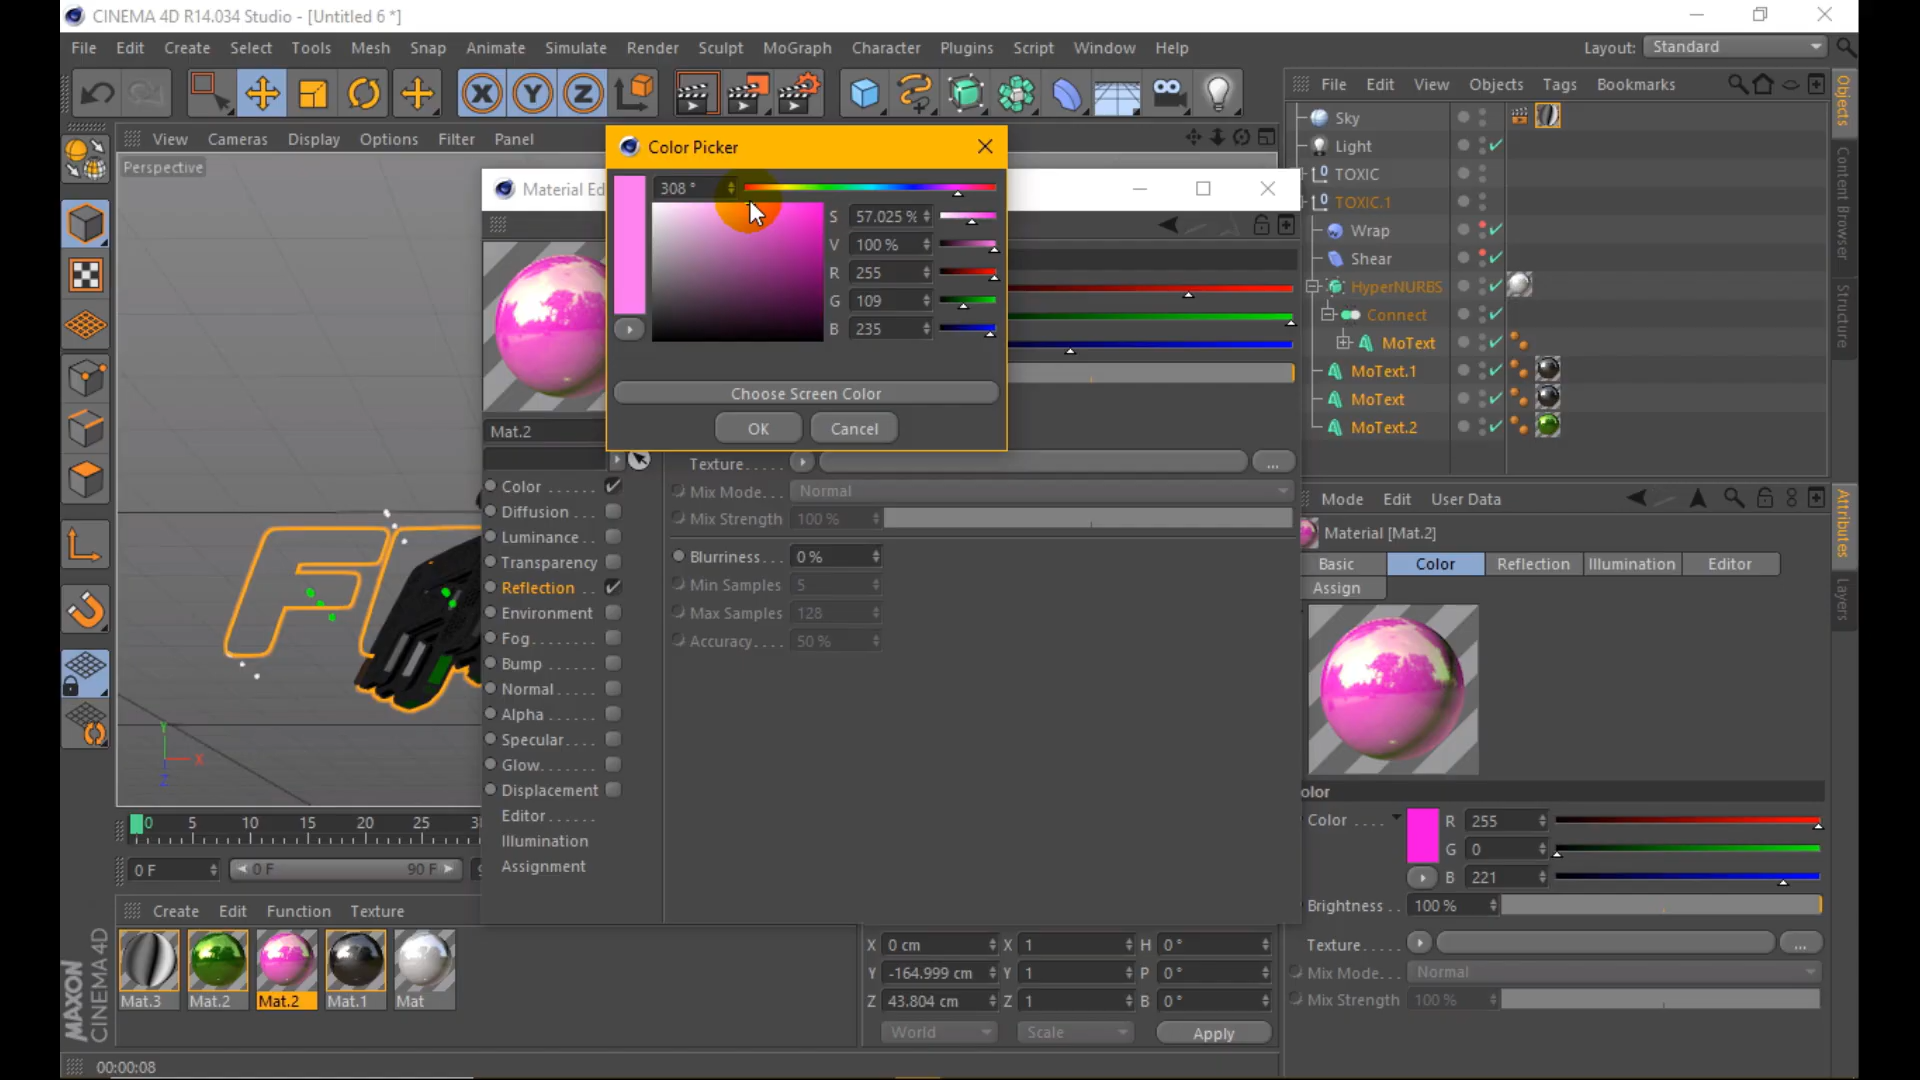 CINEMA 4D R14.034 Studio - [Untitled 6 *]
File Edit Create Select Tools Mesh Snap Animate Simulate Render Sculpt MoGraph Character Plugins Script Window Help
Layout: Standard
File Edit View Objects Tags Bookmarks
View Cameras Display Options Filter Panel
Perspective
Color Picker
308 °
S 57.025 %
V 100 %
R 255
G 109
B 235
Choose Screen Color
OK Cancel
Material Ed
Mat.2
Color
Diffusion
Luminance
Transparency
Reflection
Environment
Fog
Bump
Normal
Alpha
Specular
Glow
Displacement
Editor
Illumination
Assignment
Texture
Mix Mode Normal
Mix Strength 100 %
Blurriness 0 %
Min Samples 5
Max Samples 128
Accuracy 50 %
Sky
Light
TOXIC
TOXIC.1
Wrap
Shear
HyperNURBS
Connect
MoText
MoText.1
MoText
MoText.2
Objects
Content Browser
Structure
Mode Edit User Data
Attributes
Layers
Material [Mat.2]
Basic Color Reflection Illumination Editor
Assign
olor
Color R 255
G 0
B 221
Brightness 100 %
Texture
Mix Mode Normal
Mix Strength 100 %
Y
X
Z
0 5 10 15 20 25 3
0 F 0 F 90 F
Create Edit Function Texture
Mat.3 Mat.2 Mat.2 Mat.1 Mat
X 0 cm X 1 H 0 °
Y -164.999 cm Y 1 P 0 °
Z 43.804 cm Z 1 B 0 °
World Scale Apply
MAXON
CINEMA 4D
00:00:08